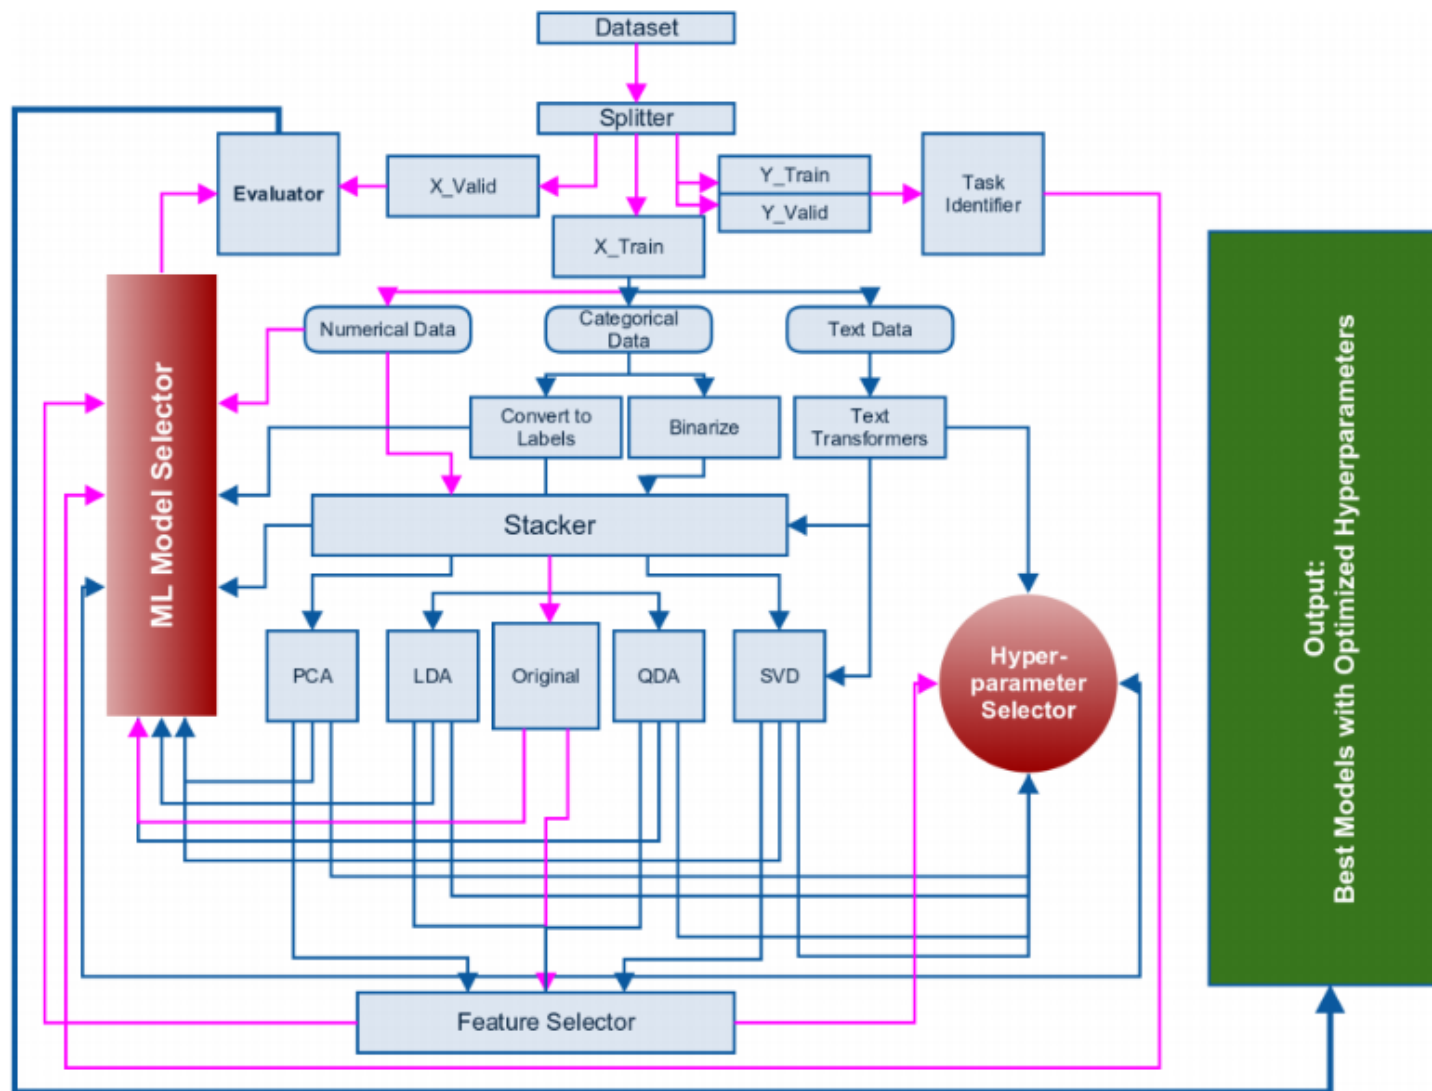 Dataset
Splitter
Evaluator
X_Valid
Y_Train
Y_Valid
Task
Identifier
X_Train
Numerical Data
Categorical
Data
Text Data
ML Model Selector
Convert to
Labels
Binarize
Text
Transformers
Stacker
PCA
LDA
Original
QDA
SVD
Hyper-
parameter
Selector
Output:
Best Models with Optimized Hyperparameters
Feature Selector